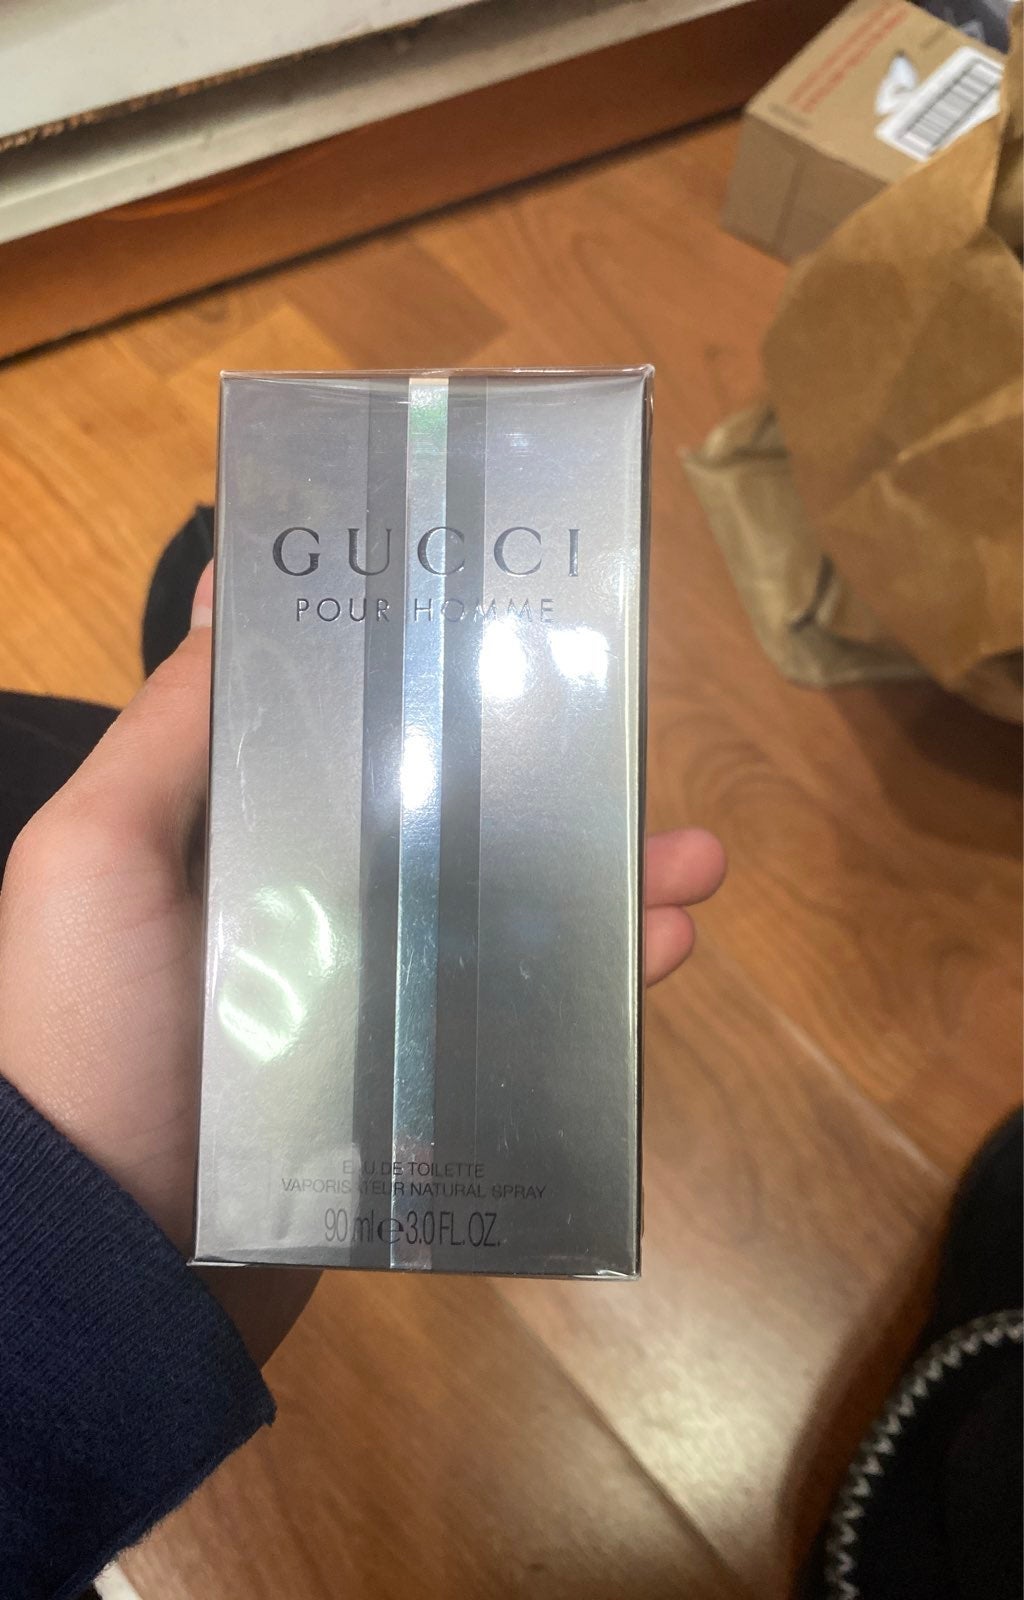 GUCCI
POUR HOMME
EAU DE TOILETTE
VAPORISATEUR NATURAL SPRAY
90 ml e 3.0 FL. OZ.